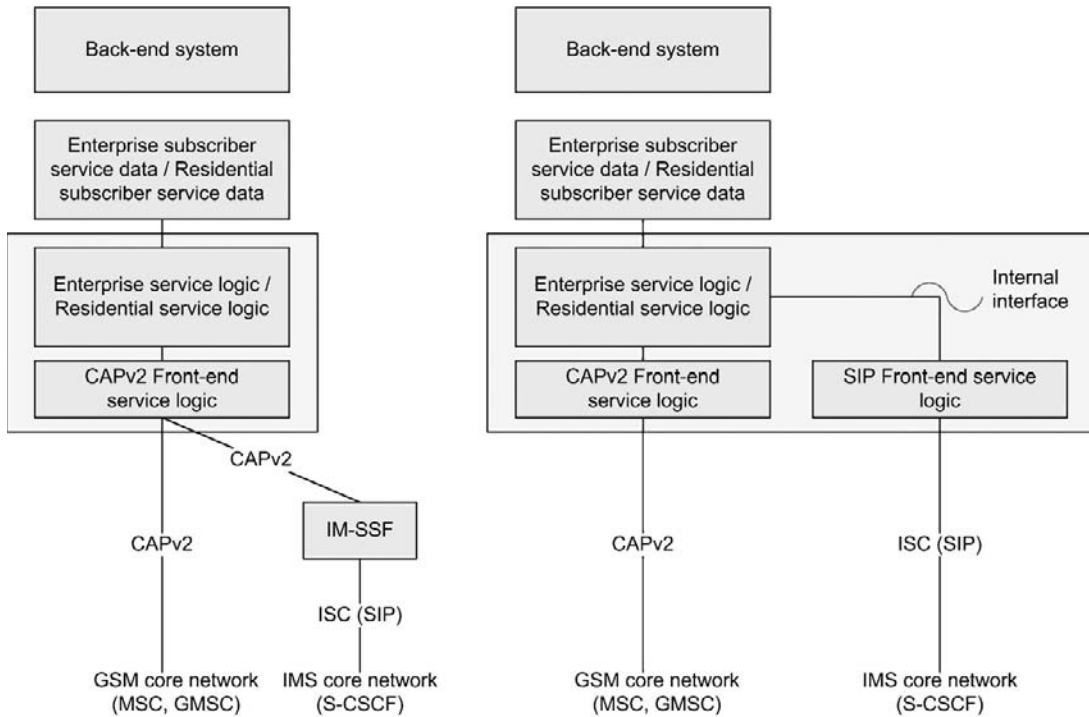 Back-end system
Enterprise subscriber
service data / Residential
subscriber service data
Enterprise service logic /
Residential service logic
CAPv2 Front-end
service logic
CAPv2
IM-SSF
CAPv2
ISC (SIP)
GSM core network
(MSC, GMSC)
IMS core network
(S-CSCF)
Back-end system
Enterprise subscriber
service data / Residential
subscriber service data
Enterprise service logic /
Residential service logic
Internal
interface
CAPv2 Front-end
service logic
SIP Front-end service
logic
CAPv2
ISC (SIP)
GSM core network
(MSC, GMSC)
IMS core network
(S-CSCF)